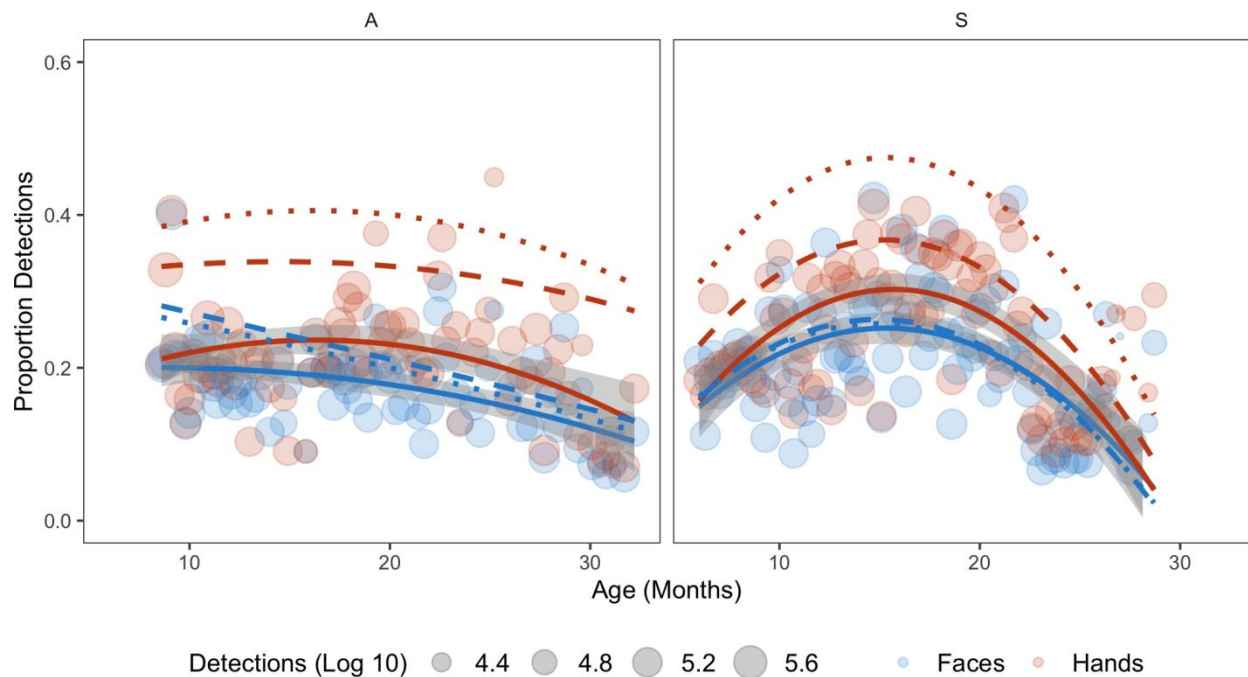 A S
0.6
0.4
0.2
0.0
Proportion Detections
10 20 30 10 20 30
Age (Months)
Detections (Log 10) 4.4 4.8 5.2 5.6 Faces Hands